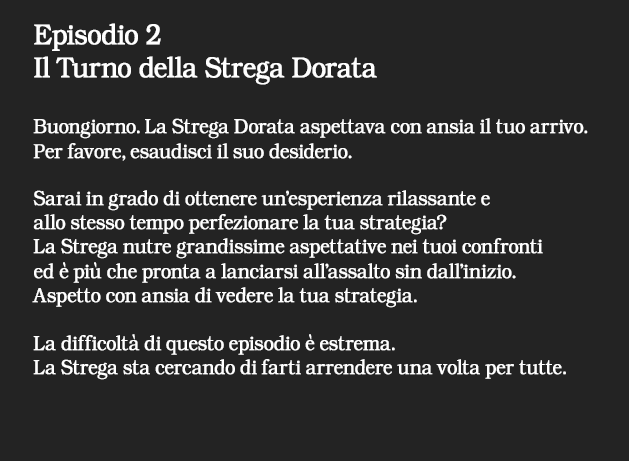 Episodio 2
Il Turno della Strega Dorata
Buongiorno. La Strega Dorata aspettava con ansia il tuo arrivo.
Per favore, esaudisci il suo desiderio.
Sarai in grado di ottenere un'esperienza rilassante e
allo stesso tempo perfezionare la tua strategia?
La Strega nutre grandissime aspettative nei tuoi confronti
ed è più che pronta a lanciarsi all'assalto sin dall'inizio.
Aspetto con ansia di vedere la tua strategia.
La difficoltà di questo episodio è estrema.
La Strega sta cercando di farti arrendere una volta per tutte.